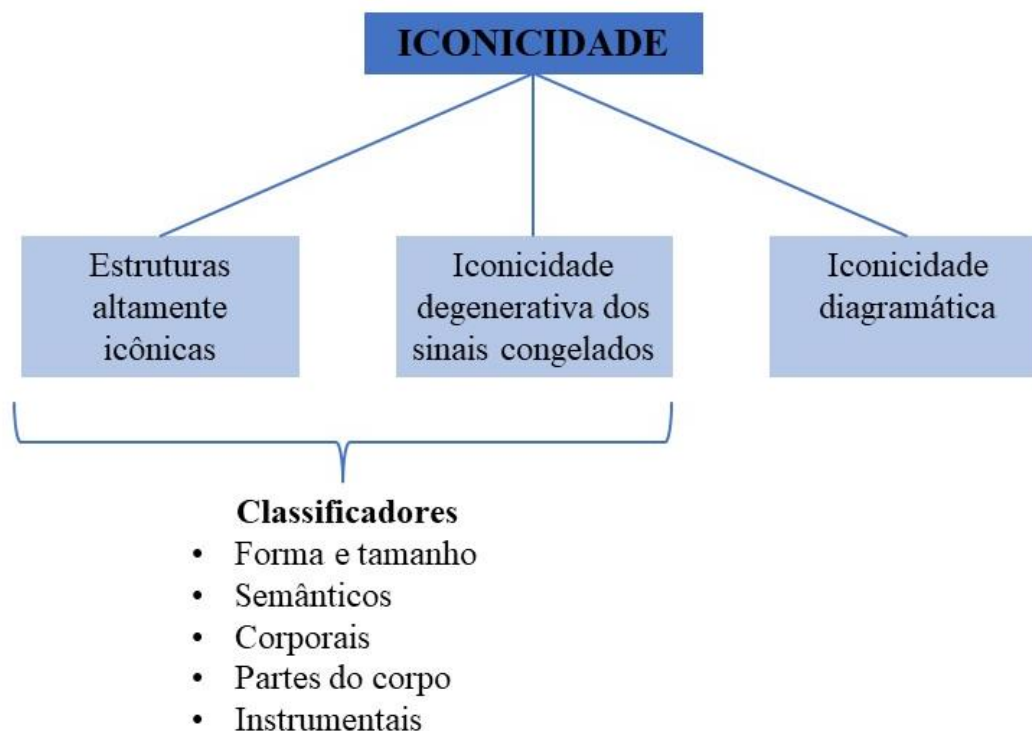 ICONICIDADE
Estruturas
altamente
icônicas
Iconicidade
degenerativa dos
sinais congelados
Iconicidade
diagramática
Classificadores
• Forma e tamanho
• Semânticos
• Corporais
• Partes do corpo
• Instrumentais